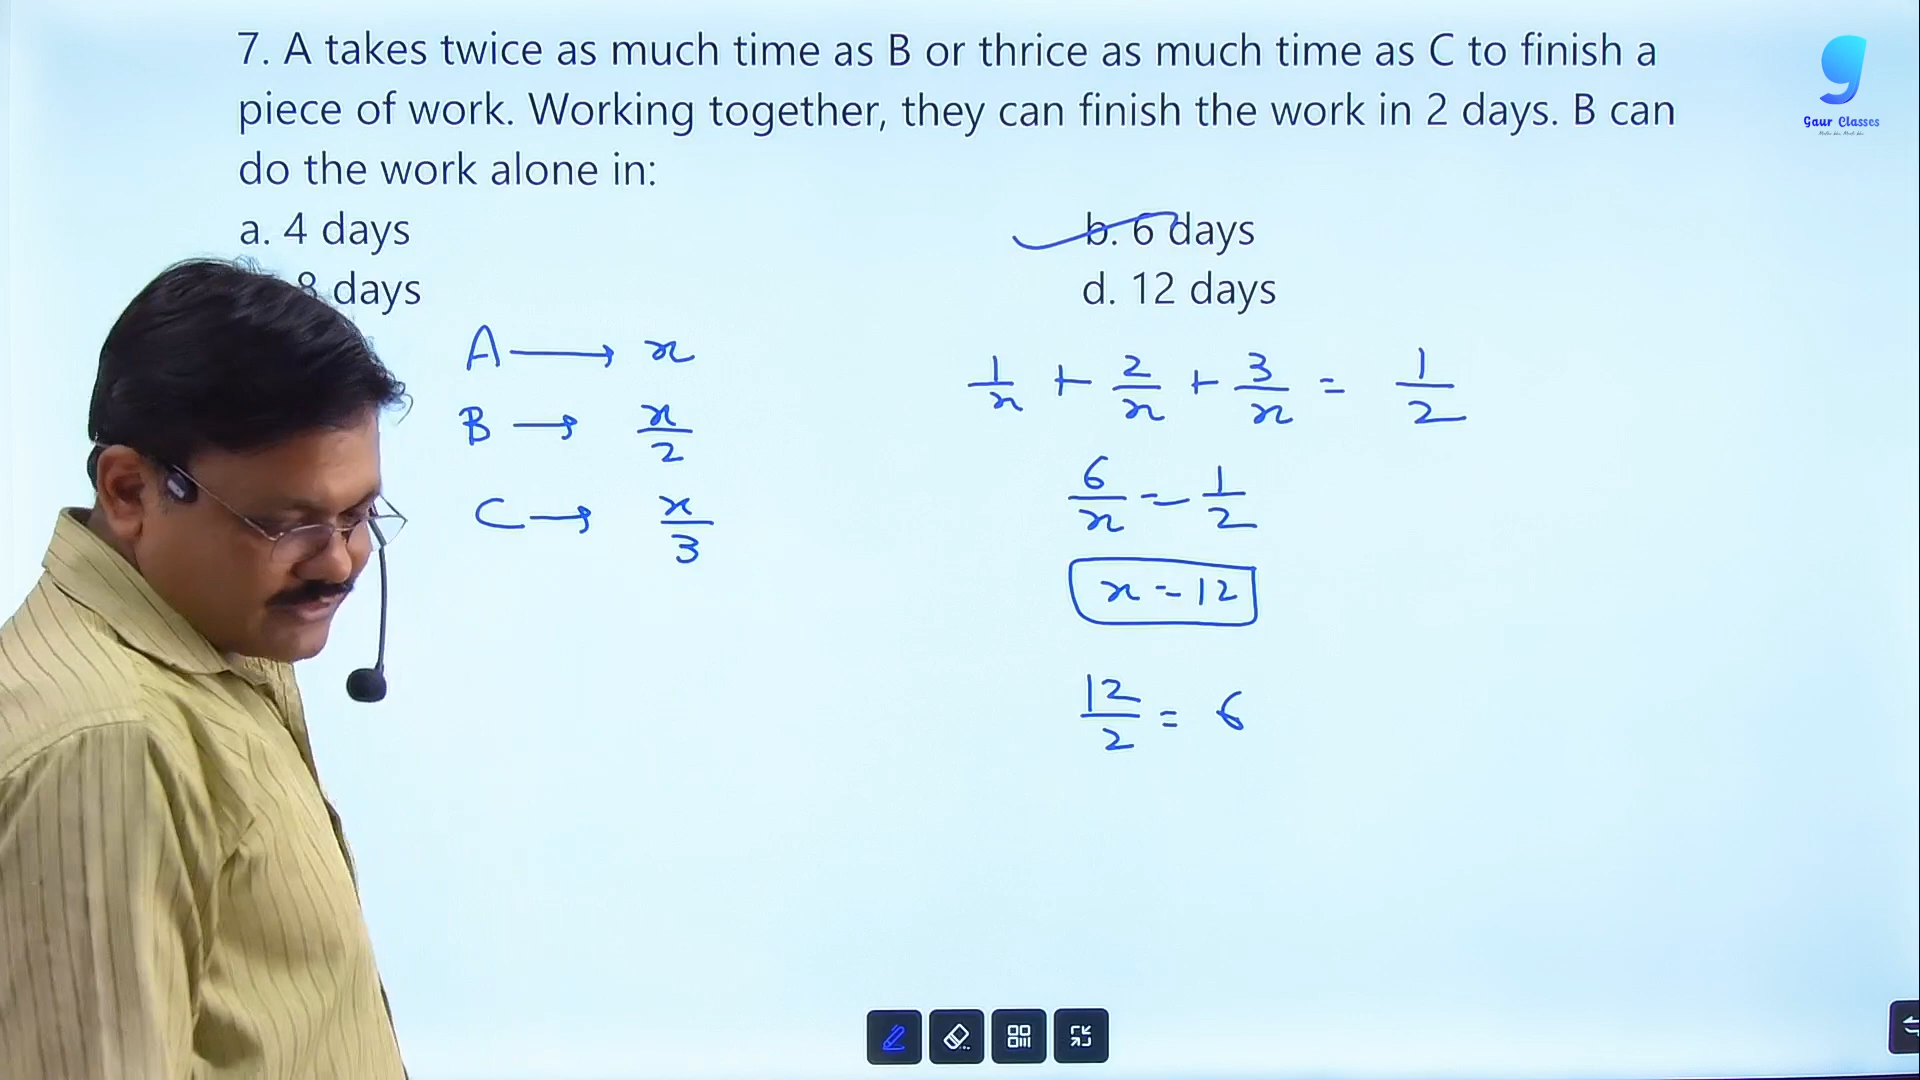 7. A takes twice as much time as B or thrice as much time as C to finish a
piece of work. Working together, they can finish the work in 2 days. B can
do the work alone in:
a. 4 days
b. 6 days
8 days
d. 12 days
g
Gaur Classes
A → x
B → x/2
C → x/3
1/x + 2/x + 3/x = 1/2
6/x = 1/2
x = 12
12/2 = 6